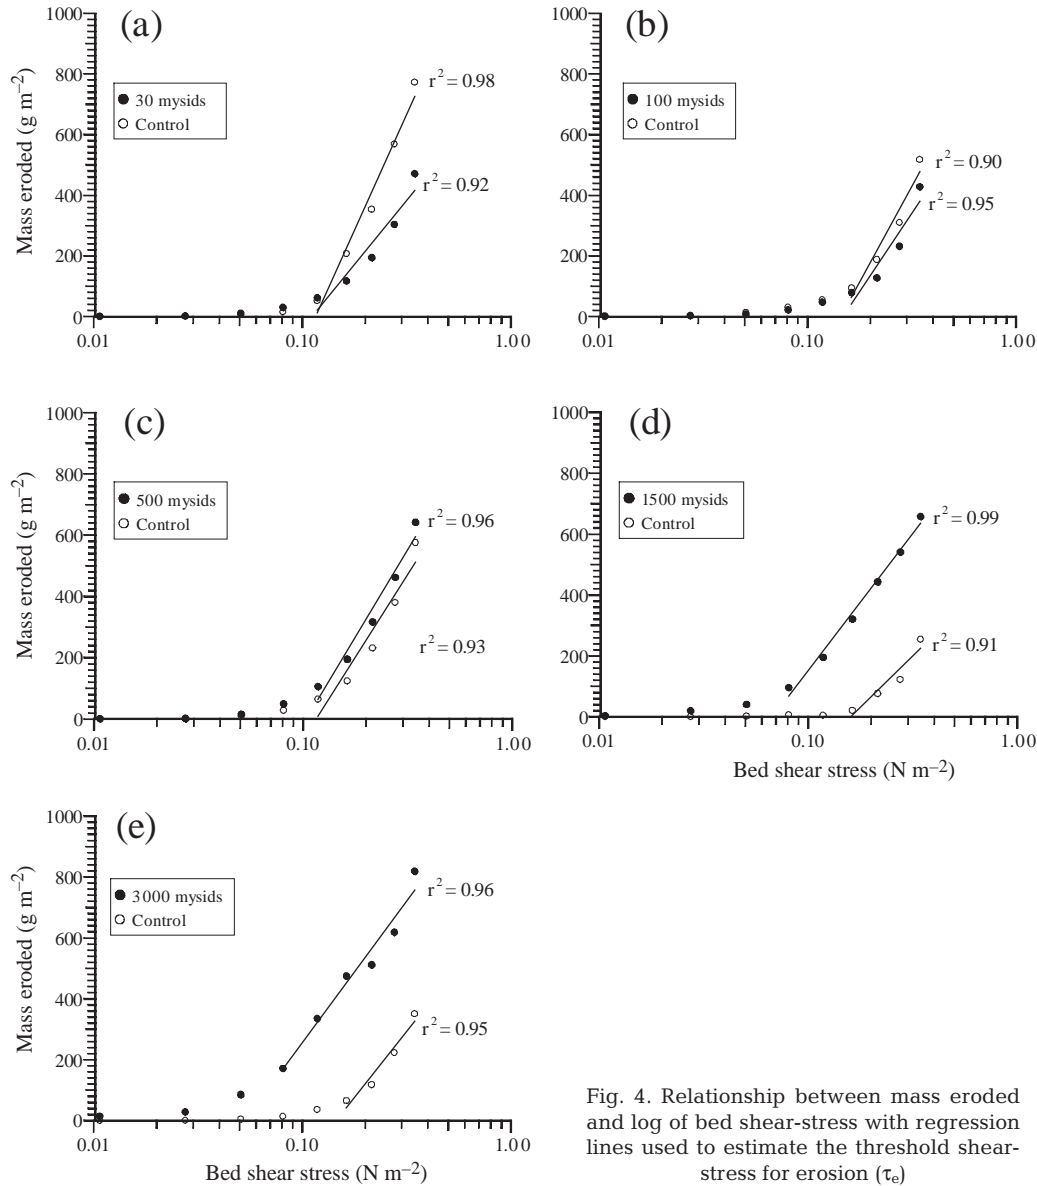 (a)
1000
800
600
400
200
0
Mass eroded (g m⁻²)
30 mysids
Control
r² = 0.98
r² = 0.92
0.01
0.10
1.00
(b)
1000
800
600
400
200
0
100 mysids
Control
r² = 0.90
r² = 0.95
0.01
0.10
1.00
(c)
1000
800
600
400
200
0
Mass eroded (g m⁻²)
500 mysids
Control
r² = 0.96
r² = 0.93
0.01
0.10
1.00
(d)
1000
800
600
400
200
0
1500 mysids
Control
r² = 0.99
r² = 0.91
0.01
0.10
1.00
Bed shear stress (N m⁻²)
(e)
1000
800
600
400
200
0
Mass eroded (g m⁻²)
3000 mysids
Control
r² = 0.96
r² = 0.95
0.01
0.10
1.00
Bed shear stress (N m⁻²)
Fig. 4. Relationship between mass eroded
and log of bed shear-stress with regression
lines used to estimate the threshold shear-
stress for erosion (τₑ)